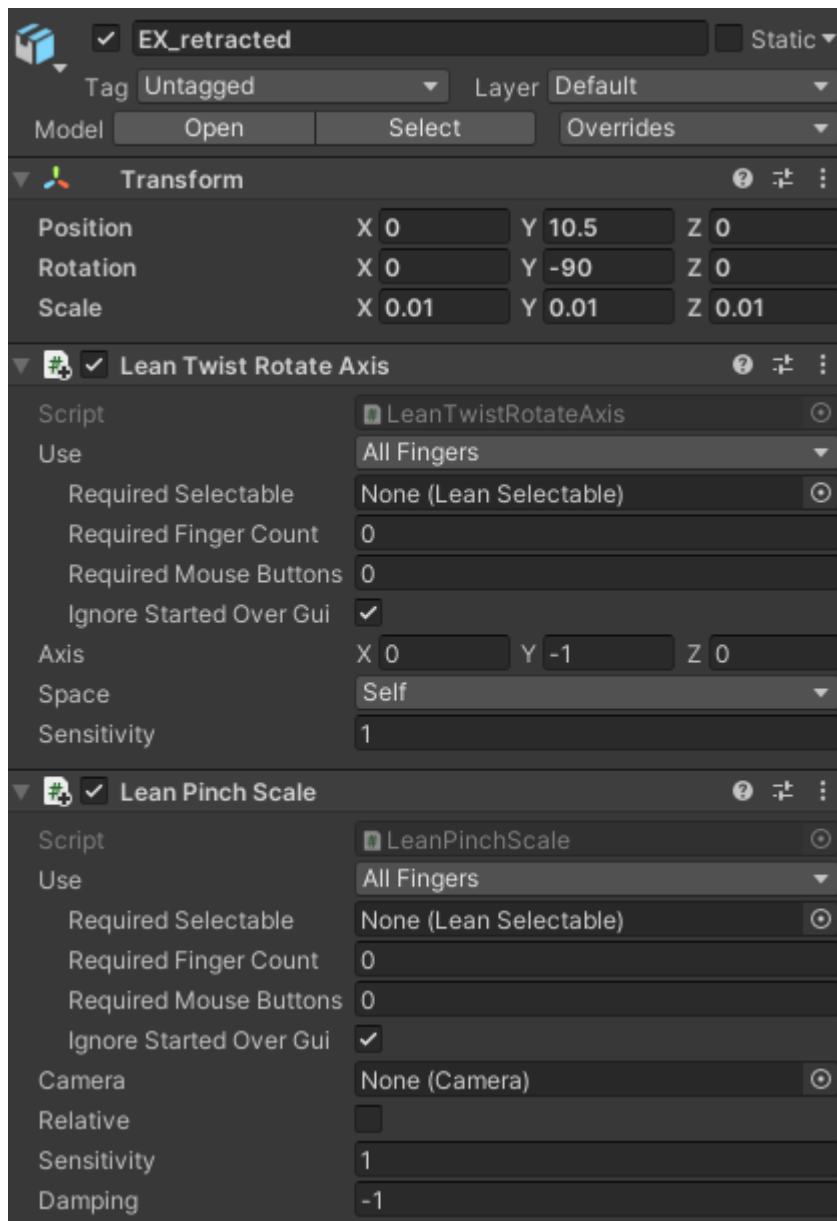 EX_retracted Static
Tag Untagged Layer Default
Model Open Select Overrides
Transform
Position X 0 Y 10.5 Z 0
Rotation X 0 Y -90 Z 0
Scale X 0.01 Y 0.01 Z 0.01
# Lean Twist Rotate Axis
Script LeanTwistRotateAxis
Use All Fingers
Required Selectable None (Lean Selectable)
Required Finger Count 0
Required Mouse Buttons 0
Ignore Started Over Gui
Axis X 0 Y -1 Z 0
Space Self
Sensitivity 1
# Lean Pinch Scale
Script LeanPinchScale
Use All Fingers
Required Selectable None (Lean Selectable)
Required Finger Count 0
Required Mouse Buttons 0
Ignore Started Over Gui
Camera None (Camera)
Relative
Sensitivity 1
Damping -1